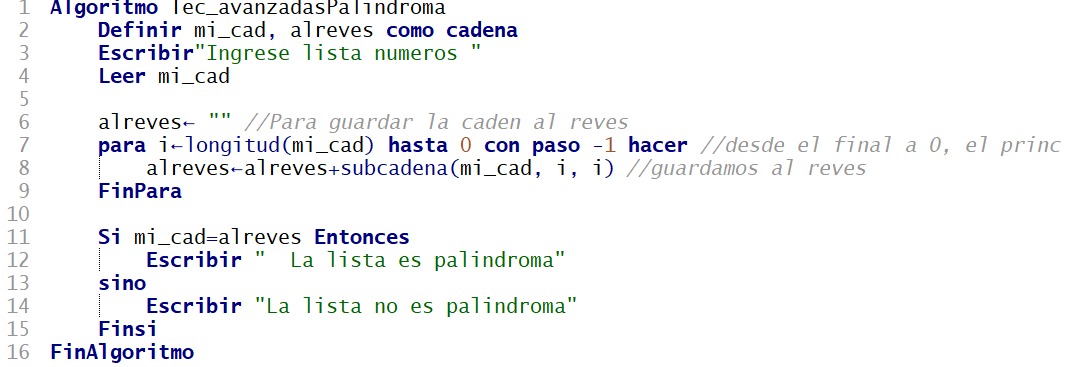 1 Algoritmo Tec_avanzadasPalindroma
2 Definir mi_cad, alreves como cadena
3 Escribir"Ingrese lista numeros "
4 Leer mi_cad
5
6 alreves← "" //Para guardar la caden al reves
7 para i←longitud(mi_cad) hasta 0 con paso -1 hacer //desde el final a 0, el princ
8 alreves←alreves+subcadena(mi_cad, i, i) //guardamos al reves
9 FinPara
10
11 Si mi_cad=alreves Entonces
12 Escribir "  La lista es palindroma"
13 sino
14 Escribir "La lista no es palindroma"
15 Finsi
16 FinAlgoritmo